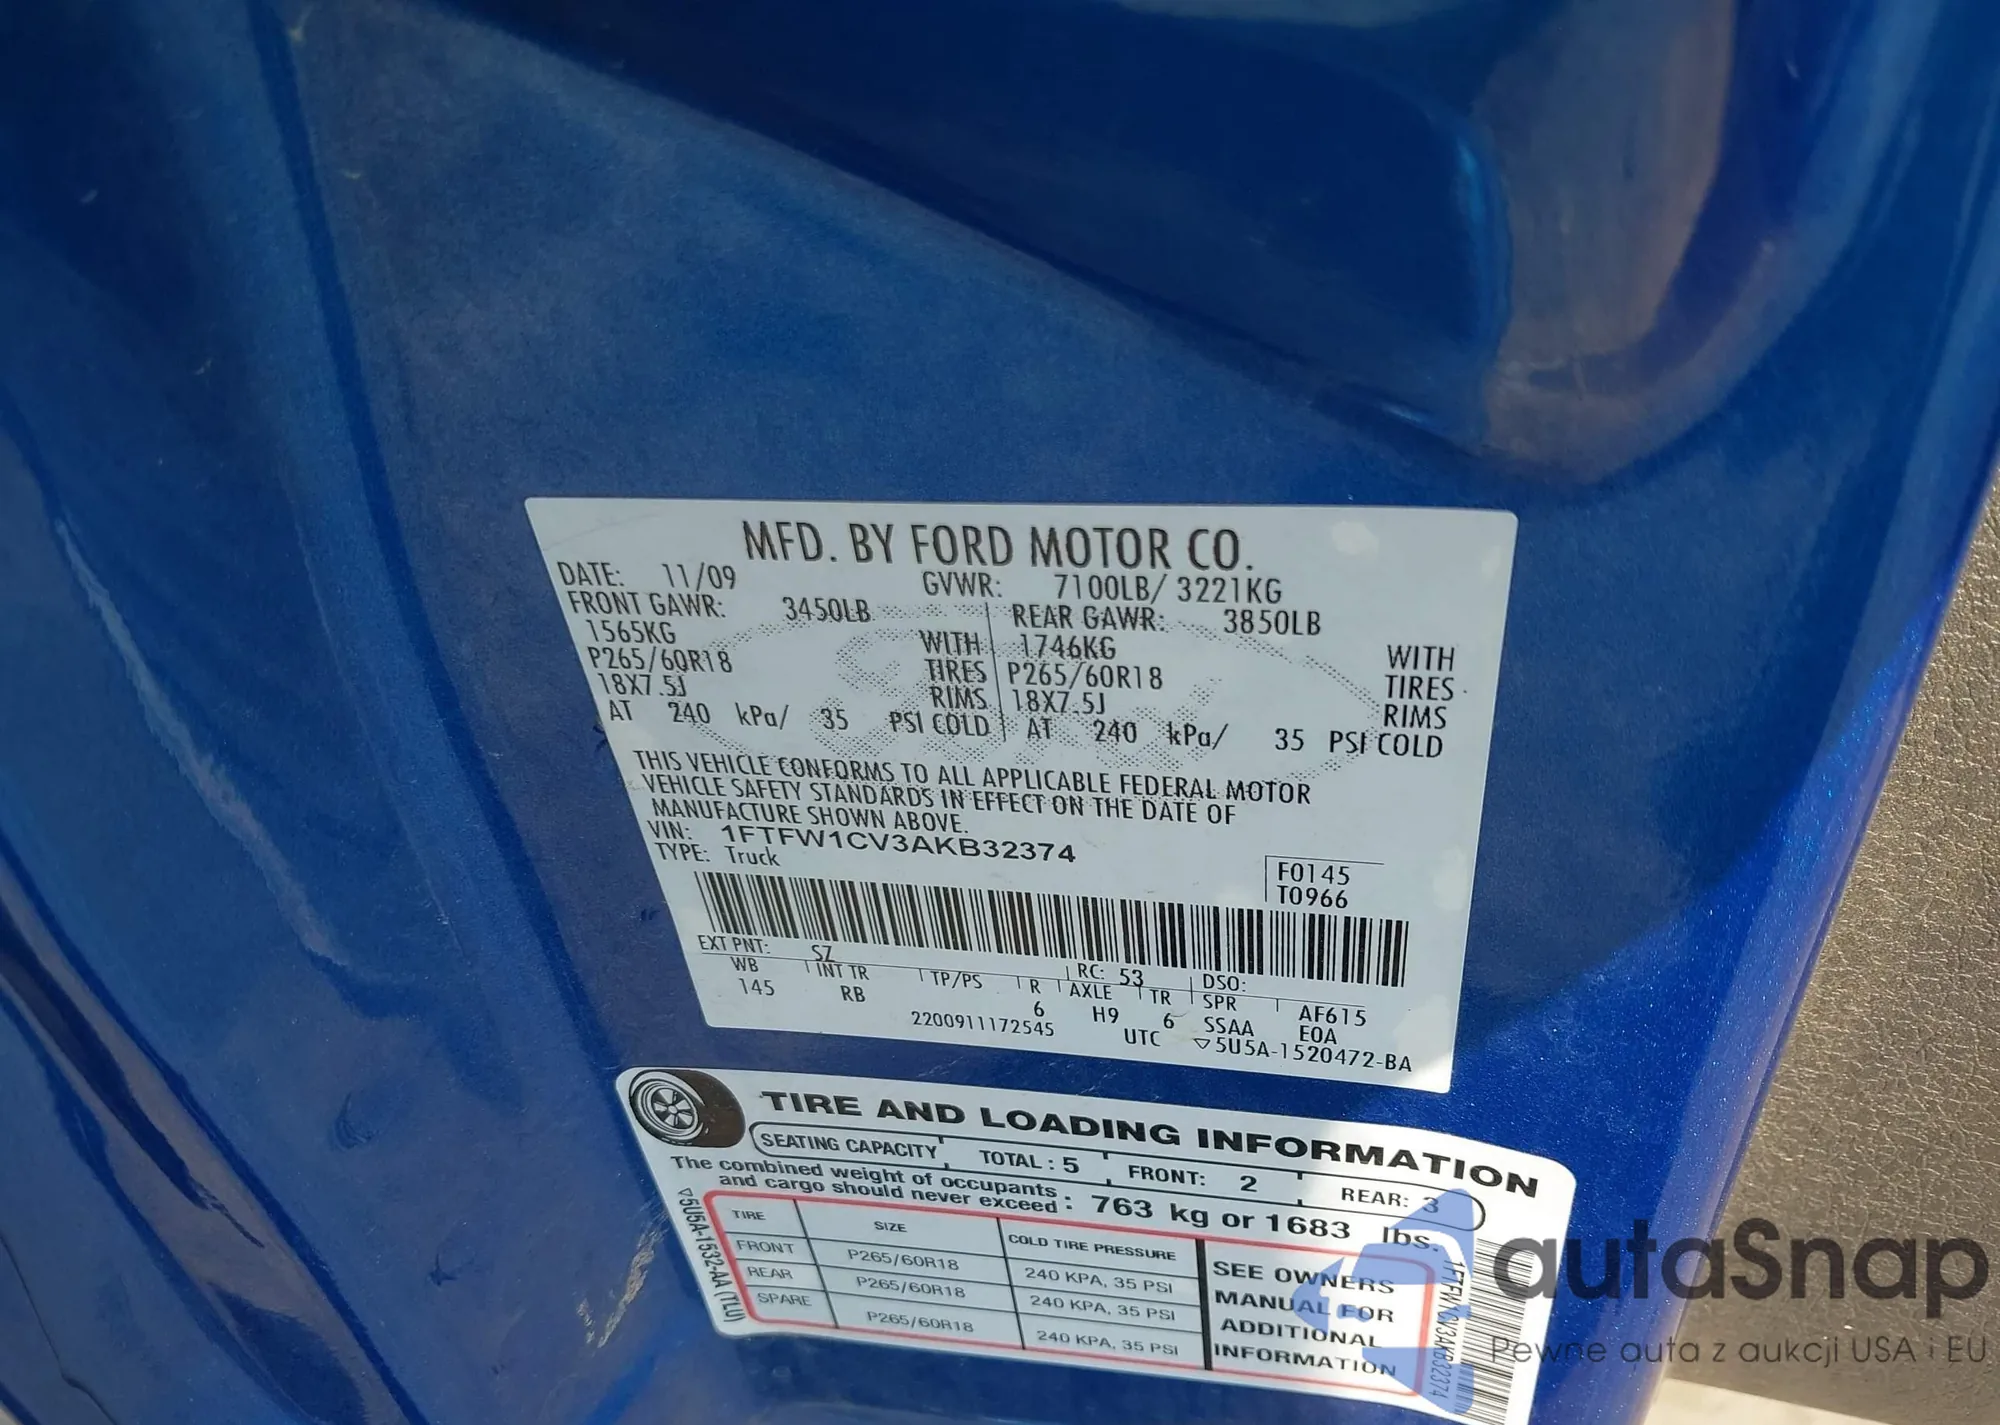 MFD. BY FORD MOTOR CO.
DATE: 11/09 GVWR: 7100LB/ 3221KG
FRONT GAWR: 3450LB REAR GAWR: 3850LB
1565KG WITH 1746KG WITH
P265/60R18 TIRES P265/60R18 TIRES
18X7.5J RIMS 18X7.5J RIMS
AT 240 kPa/ 35 PSI COLD AT 240 kPa/ 35 PSI COLD
THIS VEHICLE CONFORMS TO ALL APPLICABLE FEDERAL MOTOR
VEHICLE SAFETY STANDARDS IN EFFECT ON THE DATE OF
MANUFACTURE SHOWN ABOVE.
VIN: 1FTFW1CV3AKB32374
TYPE: Truck
F0145
T0966
EXT PNT: SZ RC: 53 DSO:
WB INT TR TP/PS R AXLE TR SPR AF615
145 RB 6 H9 6 SSAA E0A
2200911172545 UTC ▽5U5A-1520472-BA
TIRE AND LOADING INFORMATION
SEATING CAPACITY TOTAL : 5 FRONT: 2 REAR: 3
The combined weight of occupants
and cargo should never exceed : 763 kg or 1683 lbs.
TIRE SIZE COLD TIRE PRESSURE
FRONT P265/60R18 240 KPA, 35 PSI
REAR P265/60R18 240 KPA, 35 PSI
SPARE P265/60R18 240 KPA, 35 PSI
SEE OWNERS
MANUAL FOR
ADDITIONAL
INFORMATION
▽5U5A-1532-AA (TLU)
1FTFW1CV3AKB32374
autaSnap
Pewne auta z aukcji USA i EU